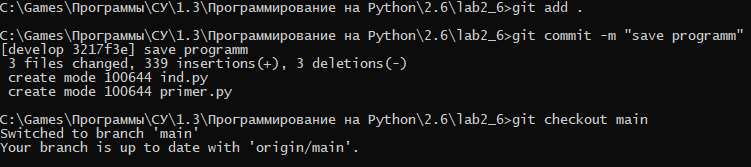 C:\Games\Программы\СУ\1.3\Программирование на Python\2.6\lab2_6>git add .
C:\Games\Программы\СУ\1.3\Программирование на Python\2.6\lab2_6>git commit -m "save programm"
[develop 3217f3e] save programm
 3 files changed, 339 insertions(+), 3 deletions(-)
 create mode 100644 ind.py
 create mode 100644 primer.py
C:\Games\Программы\СУ\1.3\Программирование на Python\2.6\lab2_6>git checkout main
Switched to branch 'main'
Your branch is up to date with 'origin/main'.